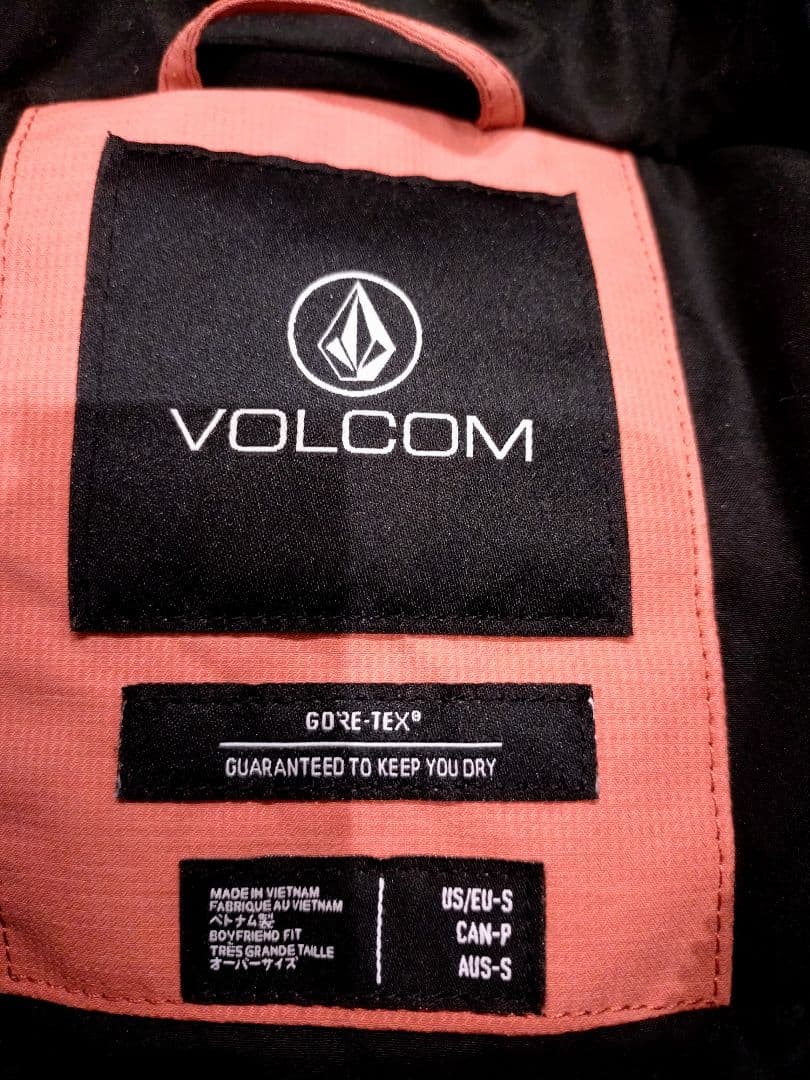 VOLCOM
GORE-TEX®
GUARANTEED TO KEEP YOU DRY
MADE IN VIETNAM
FABRIQUE AU VIETNAM
ベトナム製
BOYFRIEND FIT
TRÈS GRANDE TAILLE
オーバーサイズ
US/EU-S
CAN-P
AUS-S